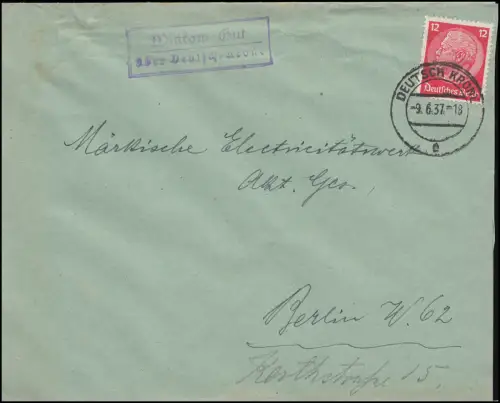 Gut
über Deutsch Krone
12 12
Deutsches Reich
DEUTSCH KRONE
-9.6.37.-18
e
Märkische Electricitätswerk
Akt. Ges.,
Berlin W. 62
15,